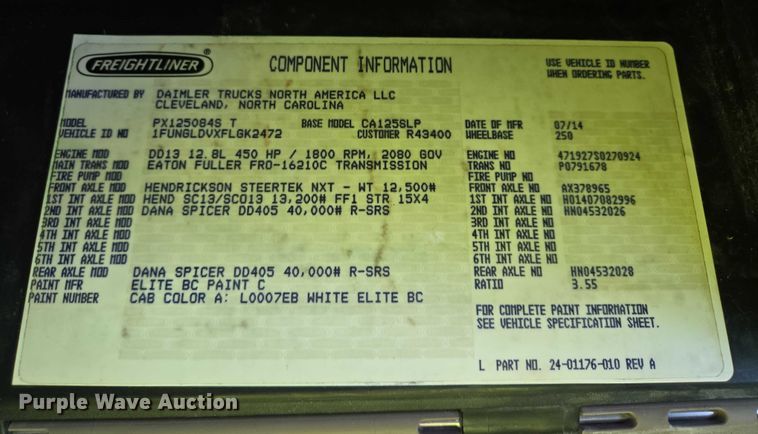 FREIGHTLINER®
COMPONENT INFORMATION
USE VEHICLE ID NUMBER
WHEN ORDERING PARTS.
MANUFACTURED BY DAIMLER TRUCKS NORTH AMERICA LLC
CLEVELAND, NORTH CAROLINA
MODEL PX125084S T BASE MODEL CA125SLP DATE OF MFR 07/14
VEHICLE ID NO 1FUNGLDVXFLGK2472 CUSTOMER R43400 WHEELBASE 250
ENGINE MOD DD13 12.8L 450 HP / 1800 RPM, 2080 GOV ENGINE NO 471927S0270924
MAIN TRANS MOD EATON FULLER FRO-16210C TRANSMISSION TRANS NO P0791678
FIRE PUMP MOD FIRE PUMP NO
FRONT AXLE MOD HENDRICKSON STEERTEK NXT - WT 12,500# FRONT AXLE NO AX378965
1ST INT AXLE MOD HEND SC13/SCO13 13,200# FF1 STR 15X4 1ST INT AXLE NO H01407082996
2ND INT AXLE MOD DANA SPICER DD405 40,000# R-SRS 2ND INT AXLE NO HN04532026
3RD INT AXLE MOD 3RD INT AXLE NO
4TH INT AXLE MOD 4TH INT AXLE NO
5TH INT AXLE MOD 5TH INT AXLE NO
6TH INT AXLE MOD 6TH INT AXLE NO
REAR AXLE MOD DANA SPICER DD405 40,000# R-SRS REAR AXLE NO HN04532028
PAINT MFR ELITE BC PAINT C RATIO 3.55
PAINT NUMBER CAB COLOR A: L0007EB WHITE ELITE BC
FOR COMPLETE PAINT INFORMATION
SEE VEHICLE SPECIFICATION SHEET.
L PART NO. 24-01176-010 REV A
Purple Wave Auction